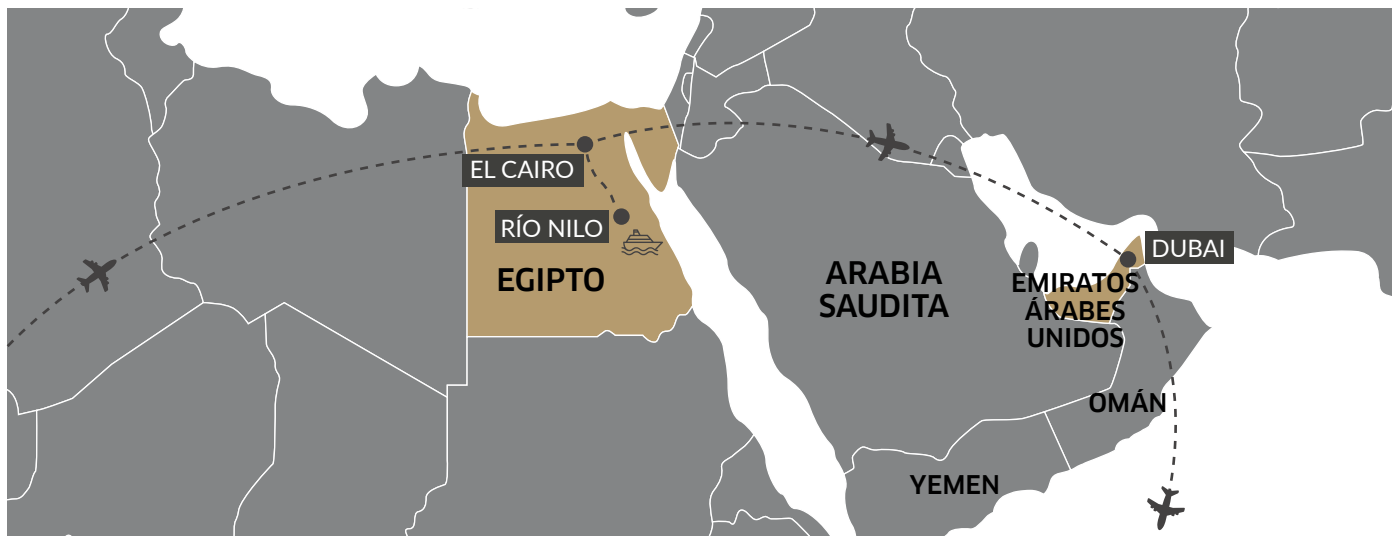 EL CAIRO
RÍO NILO
EGIPTO
ARABIA
SAUDITA
DUBAI
EMIRATOS
ÁRABES
UNIDOS
OMÁN
YEMEN